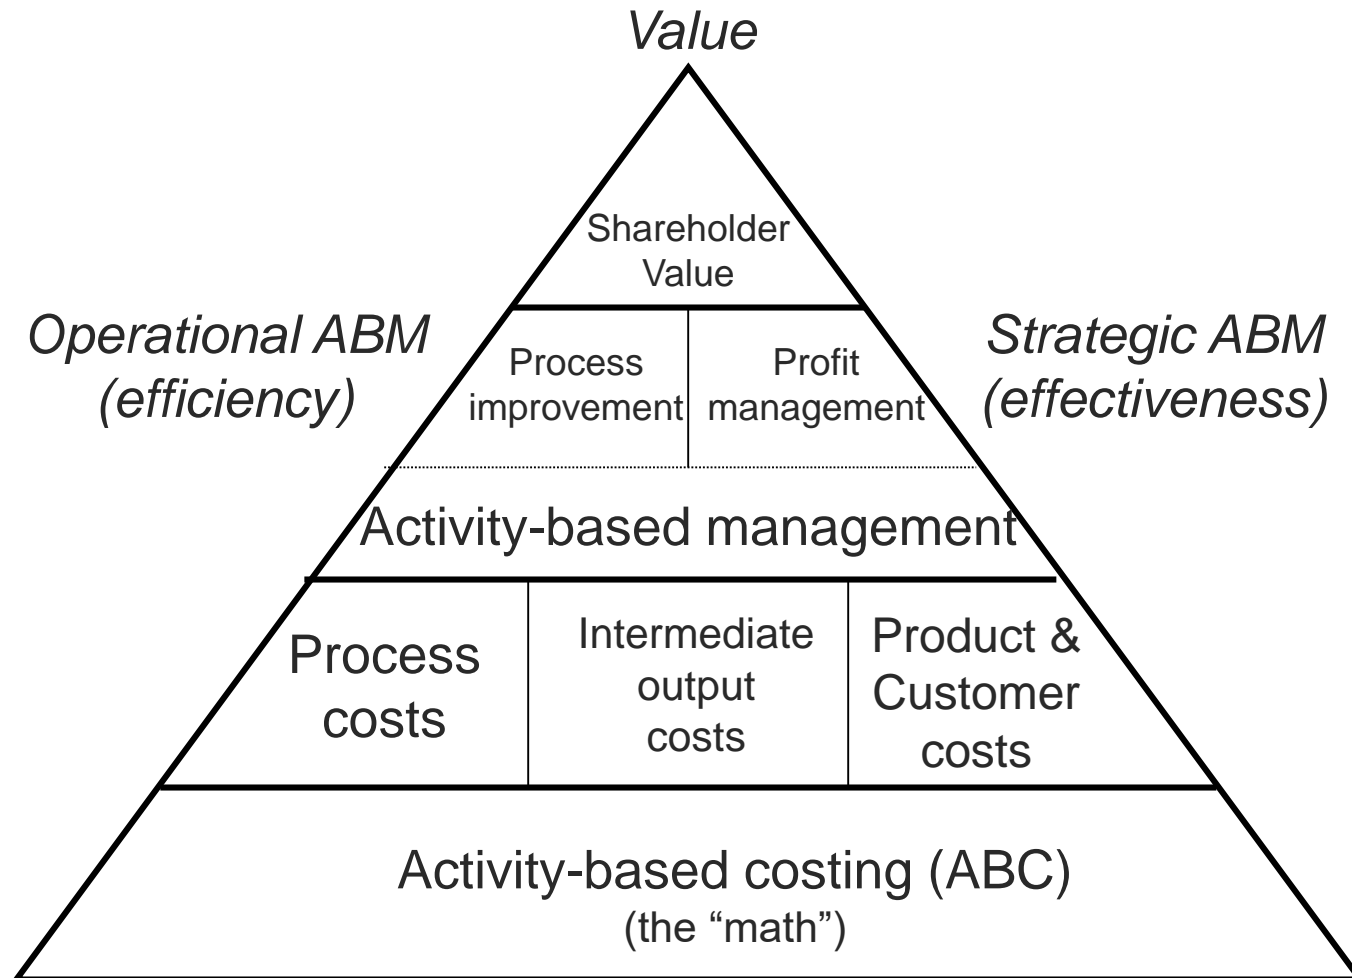 Value
Shareholder
Value
Operational ABM
(efficiency)
Process
improvement
Profit
management
Strategic ABM
(effectiveness)
Activity-based management
Process
costs
Intermediate
output
costs
Product &
Customer
costs
Activity-based costing (ABC)
(the “math”)